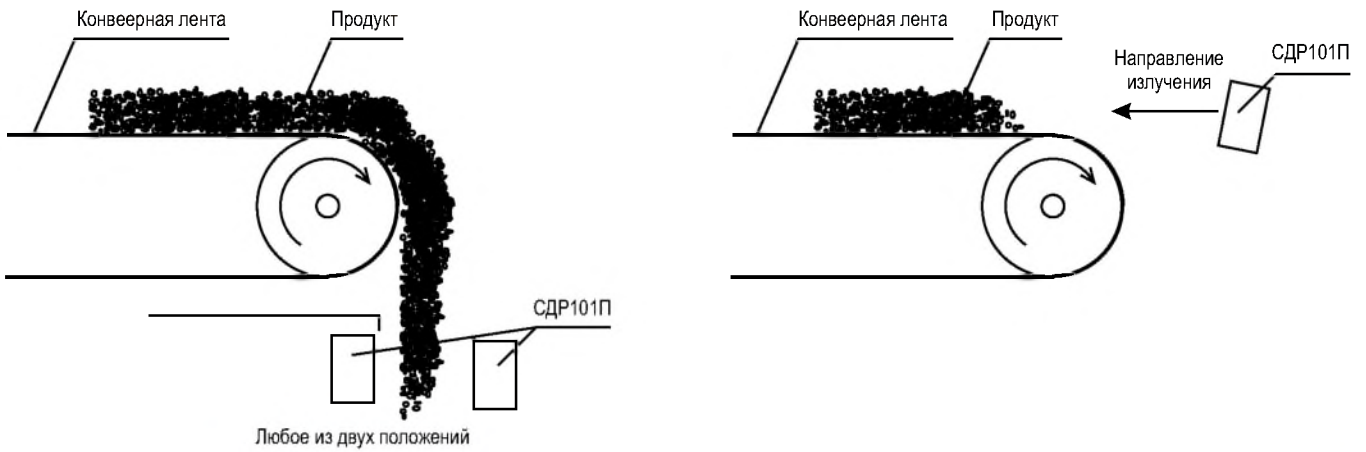 Конвеерная лента
Продукт
СДР101П
Любое из двух положений
Конвеерная лента
Продукт
Направление
излучения
СДР101П